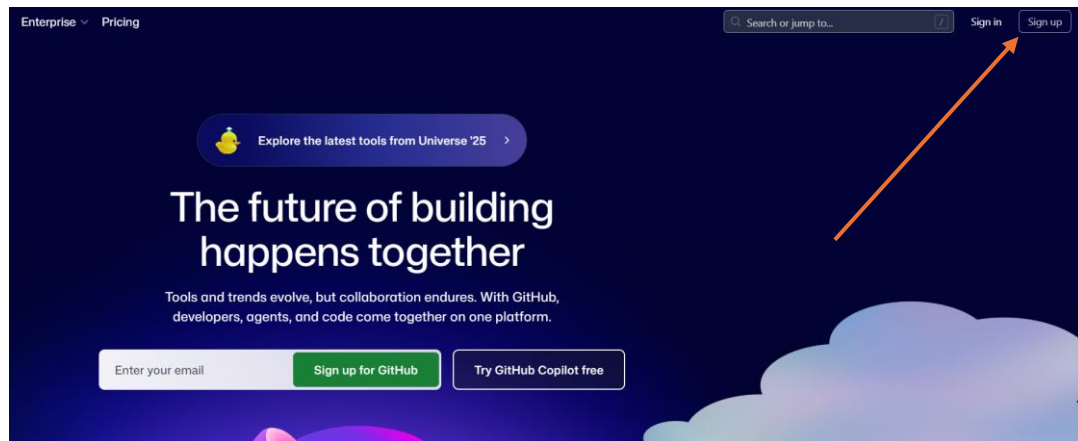 Enterprise Pricing Search or jump to... / Sign in Sign up
Explore the latest tools from Universe '25
The future of building
happens together
Tools and trends evolve, but collaboration endures. With GitHub,
developers, agents, and code come together on one platform.
Enter your email Sign up for GitHub Try GitHub Copilot free